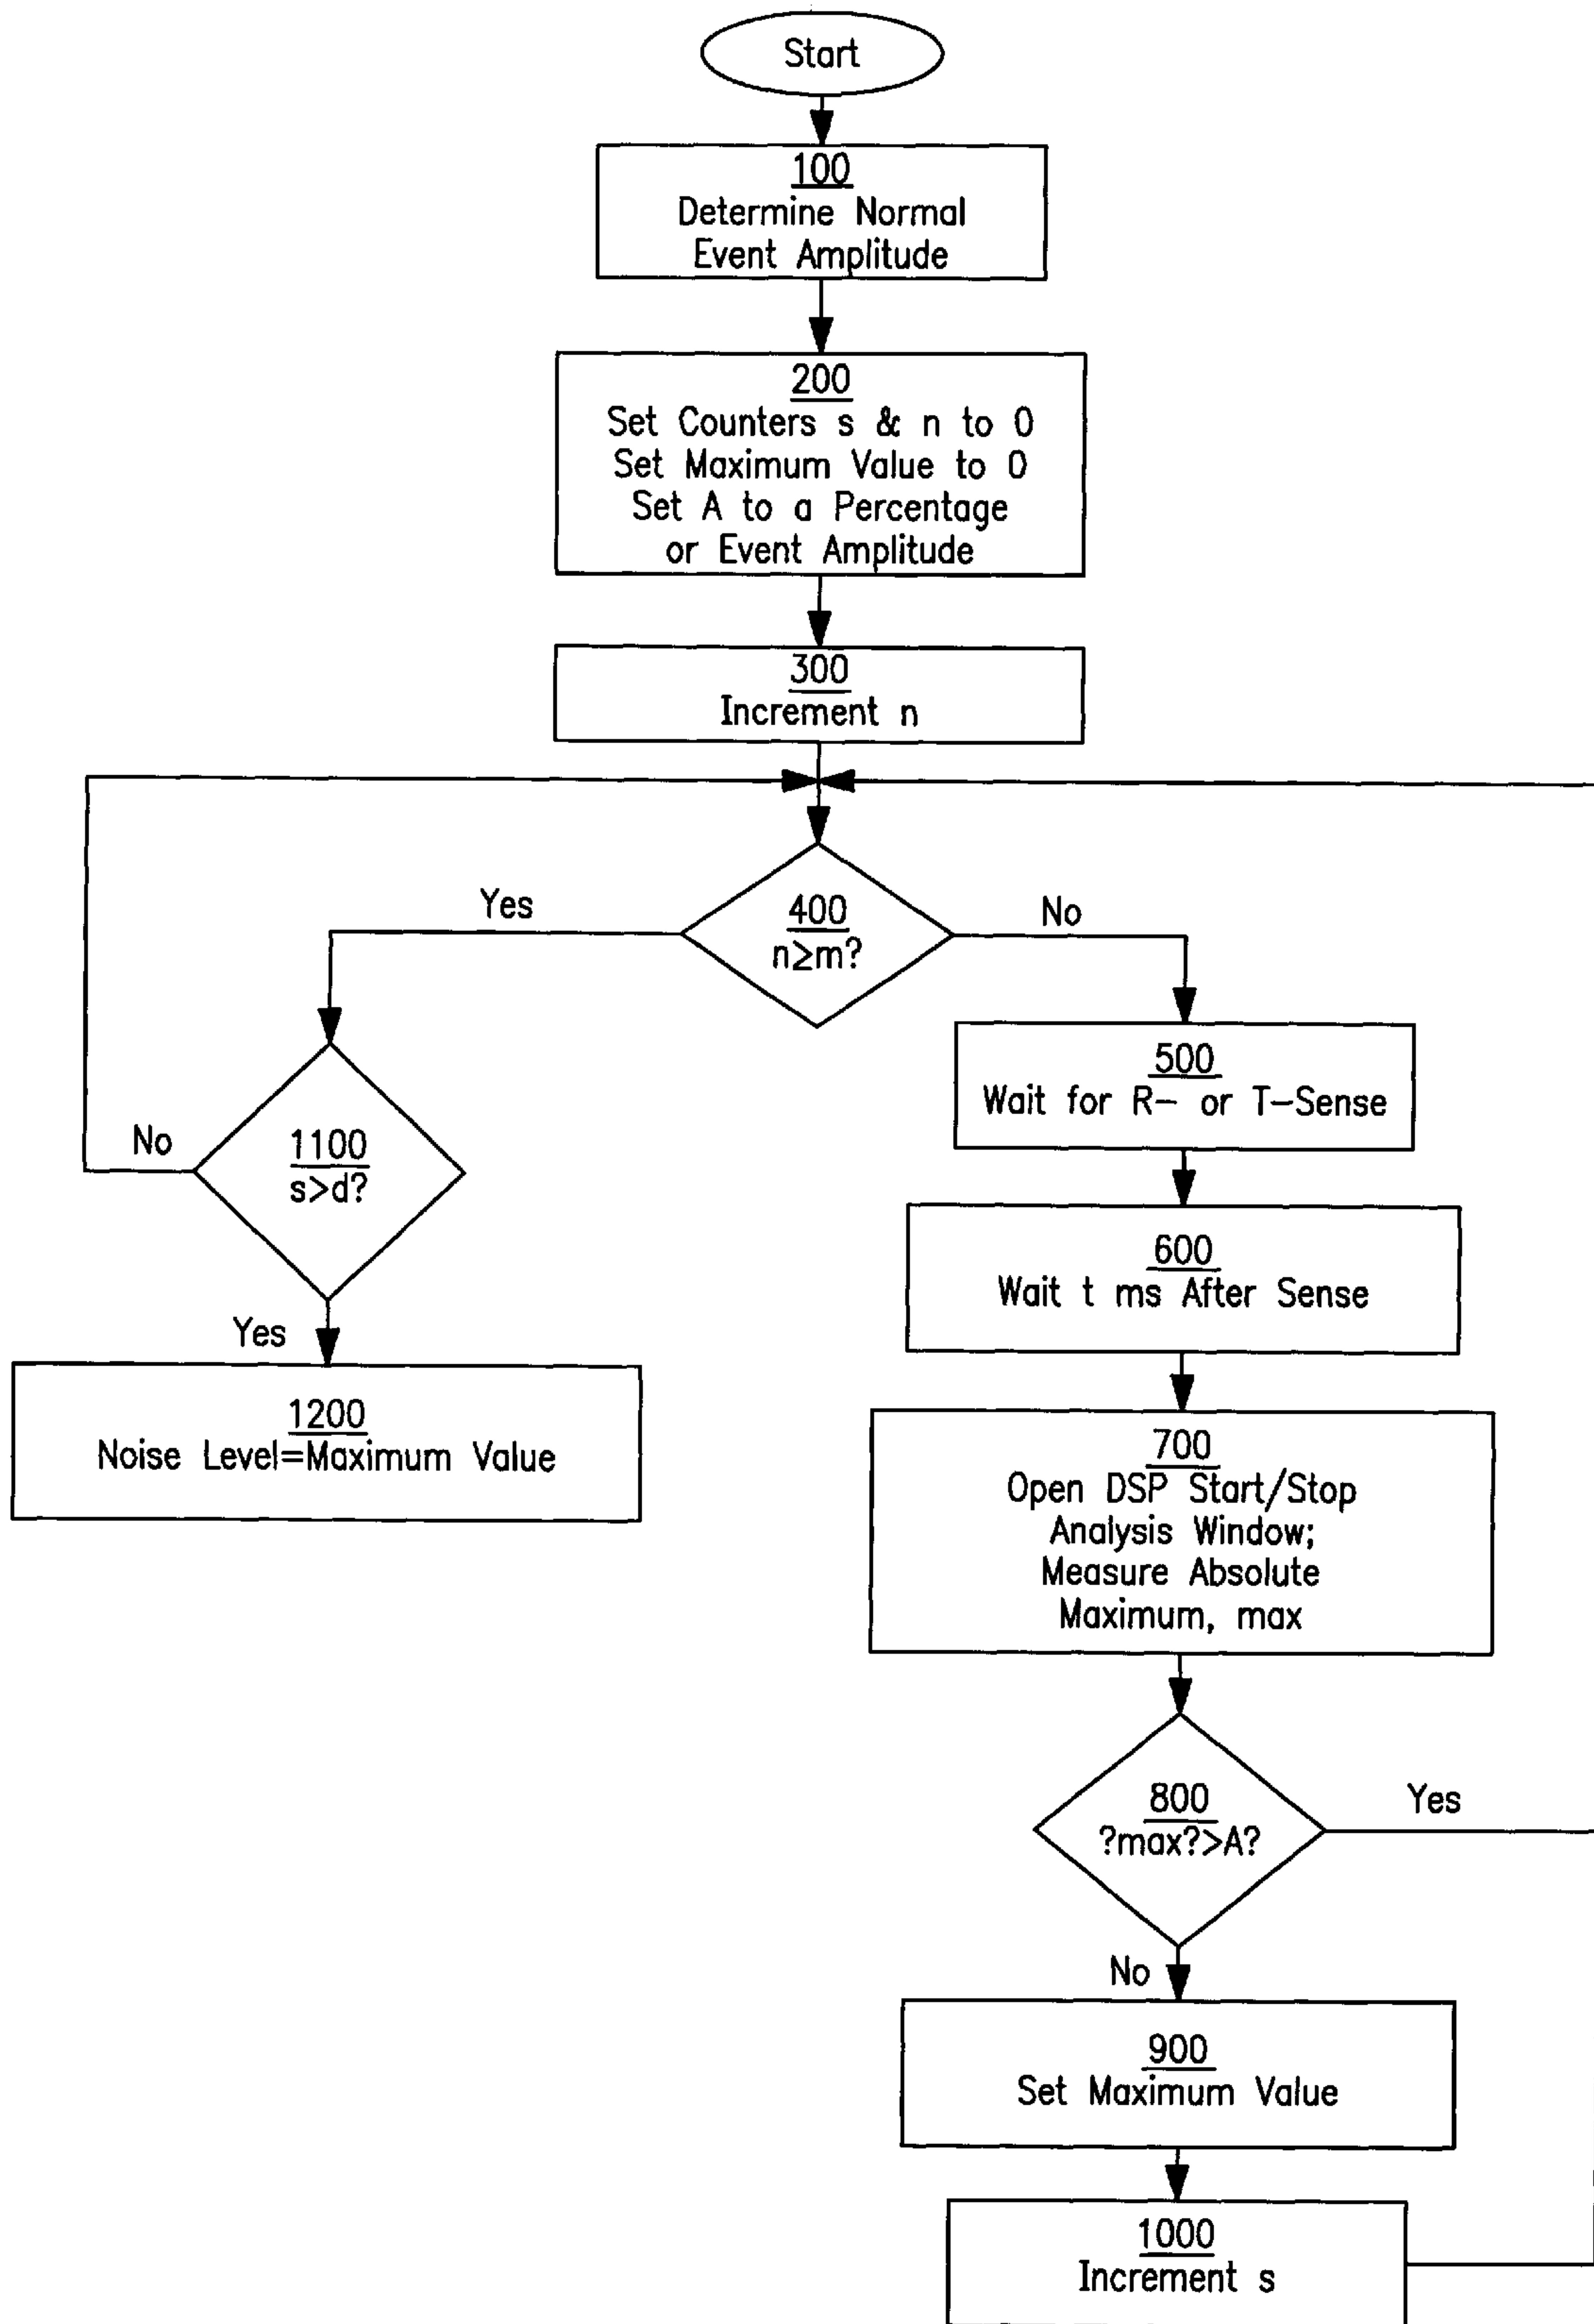 Start
100
Determine Normal
Event Amplitude
200
Set Counters s & n to 0
Set Maximum Value to 0
Set A to a Percentage
or Event Amplitude
300
Increment n
400
n≥m?
Yes
No
500
Wait for R- or T-Sense
1100
s>d?
No
Yes
600
Wait t ms After Sense
1200
Noise Level=Maximum Value
700
Open DSP Start/Stop
Analysis Window;
Measure Absolute
Maximum, max
800
?max?>A?
Yes
No
900
Set Maximum Value
1000
Increment s